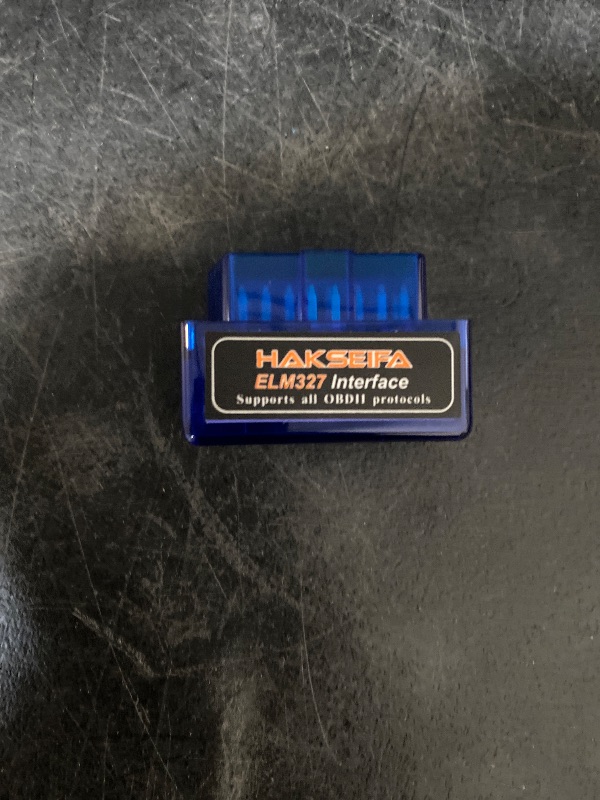 HAKSEIFA
ELM327 Interface
Supports all OBDII protocols